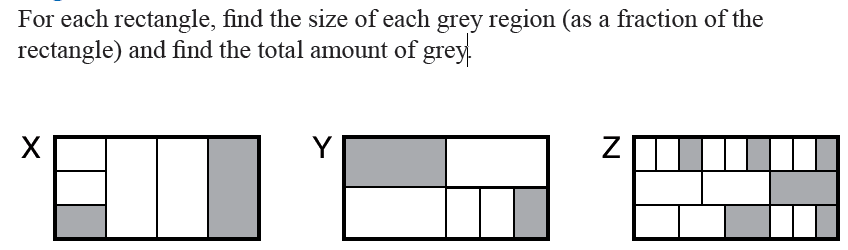 For each rectangle, find the size of each grey region (as a fraction of the
rectangle) and find the total amount of grey.
X Y Z